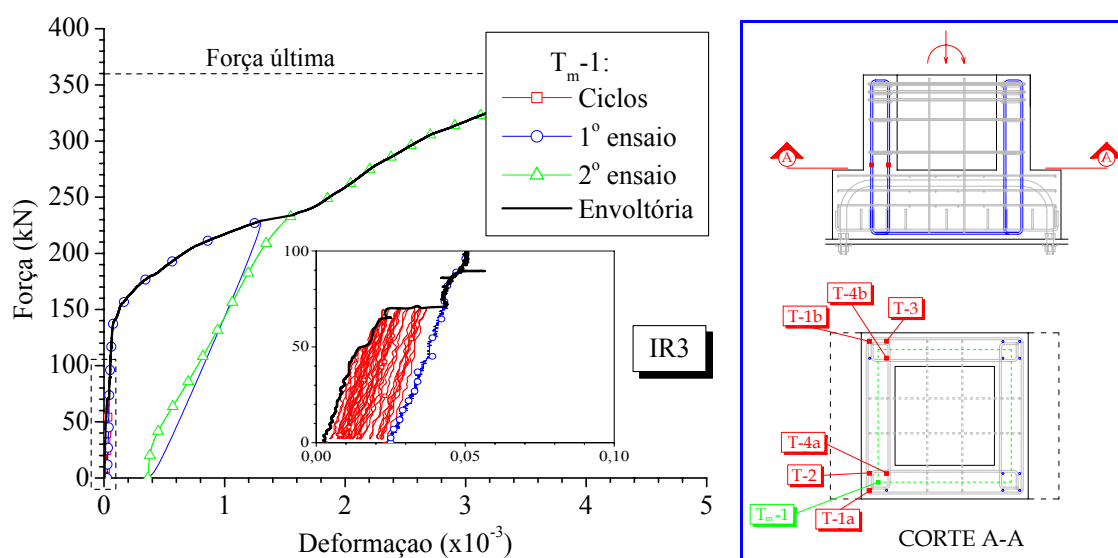 400
350
300
250
200
150
100
50
0
Força (kN)
Força última
T_m-1:
Ciclos
1º ensaio
2º ensaio
Envoltória
100
50
0
0,00
0,05
0,10
IR3
0
1
2
3
4
5
Deformaçao (x10⁻³)
A
A
T-4b
T-1b
T-3
T-4a
T-2
T_m-1
T-1a
CORTE A-A